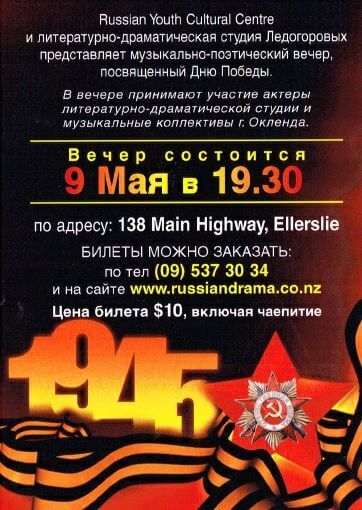 Russian Youth Cultural Centre
и литературно-драматическая студия Ледогоровых
представляет музыкально-поэтический вечер,
посвященный Дню Победы.
В вечере принимают участие актеры
литературно-драматической студии и
музыкальные коллективы г. Окленда.
Вечер состоится
9 Мая в 19.30
по адресу: 138 Main Highway, Ellerslie
БИЛЕТЫ МОЖНО ЗАКАЗАТЬ:
по тел (09) 537 30 34
и на сайте www.russiandrama.co.nz
Цена билета $10, включая чаепитие
1945